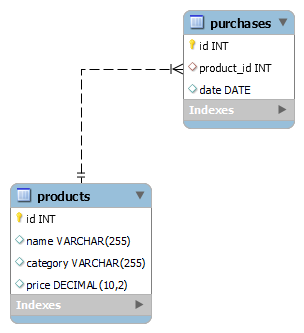 purchases
id INT
product_id INT
date DATE
Indexes
products
id INT
name VARCHAR(255)
category VARCHAR(255)
price DECIMAL(10,2)
Indexes